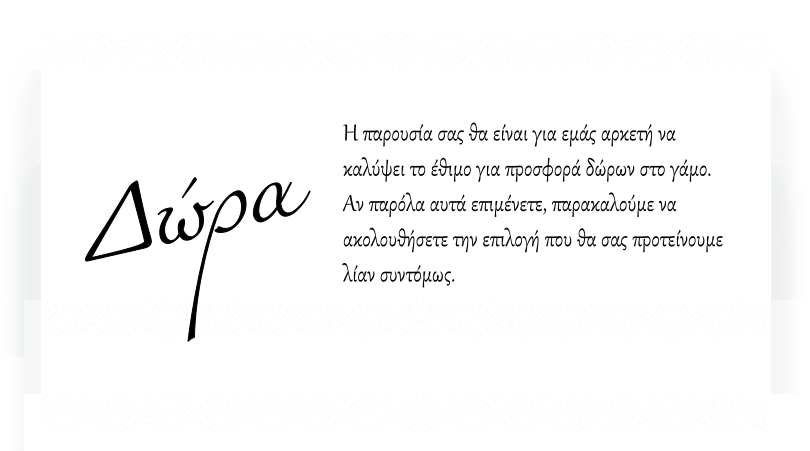 Δώρα
Η παρουσία σας θα είναι για εμάς αρκετή να
καλύψει το έθιμο για προσφορά δώρων στο γάμο.
Αν παρόλα αυτά επιμένετε, παρακαλούμε να
ακολουθήσετε την επιλογή που θα σας προτείνουμε
λίαν συντόμως.